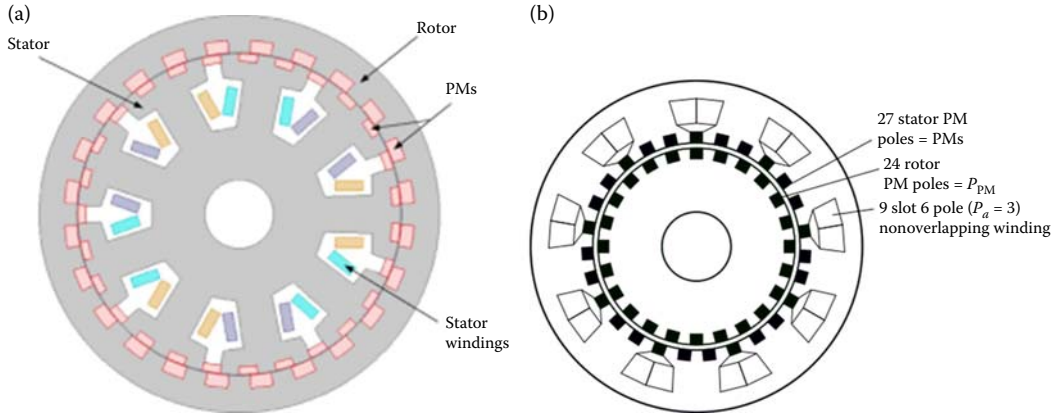 (a)
Stator
Rotor
PMs
Stator
windings
(b)
27 stator PM
poles = PMs
24 rotor
PM poles = P_PM
9 slot 6 pole (P_a = 3)
nonoverlapping winding